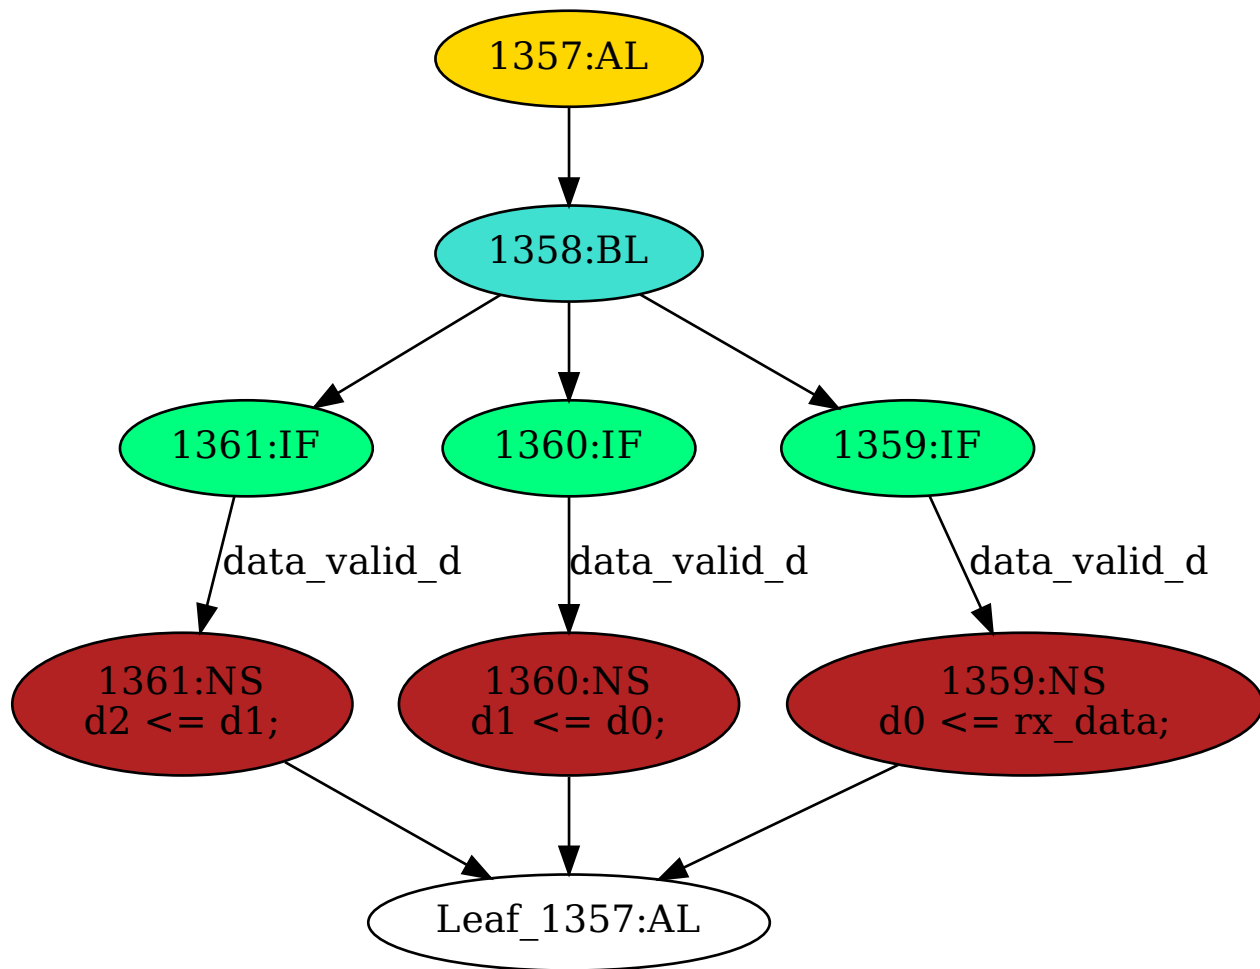 1357:AL
1358:BL
1361:IF
1360:IF
1359:IF
data_valid_d
data_valid_d
data_valid_d
1361:NS
d2 <= d1;
1360:NS
d1 <= d0;
1359:NS
d0 <= rx_data;
Leaf_1357:AL